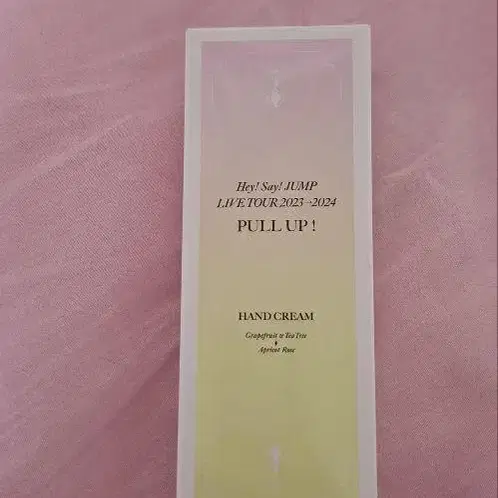 Hey! Say! JUMP
LIVE TOUR 2023→2024
PULL UP!
HAND CREAM
Grapefruit & Tea Tree
Apricot Rose